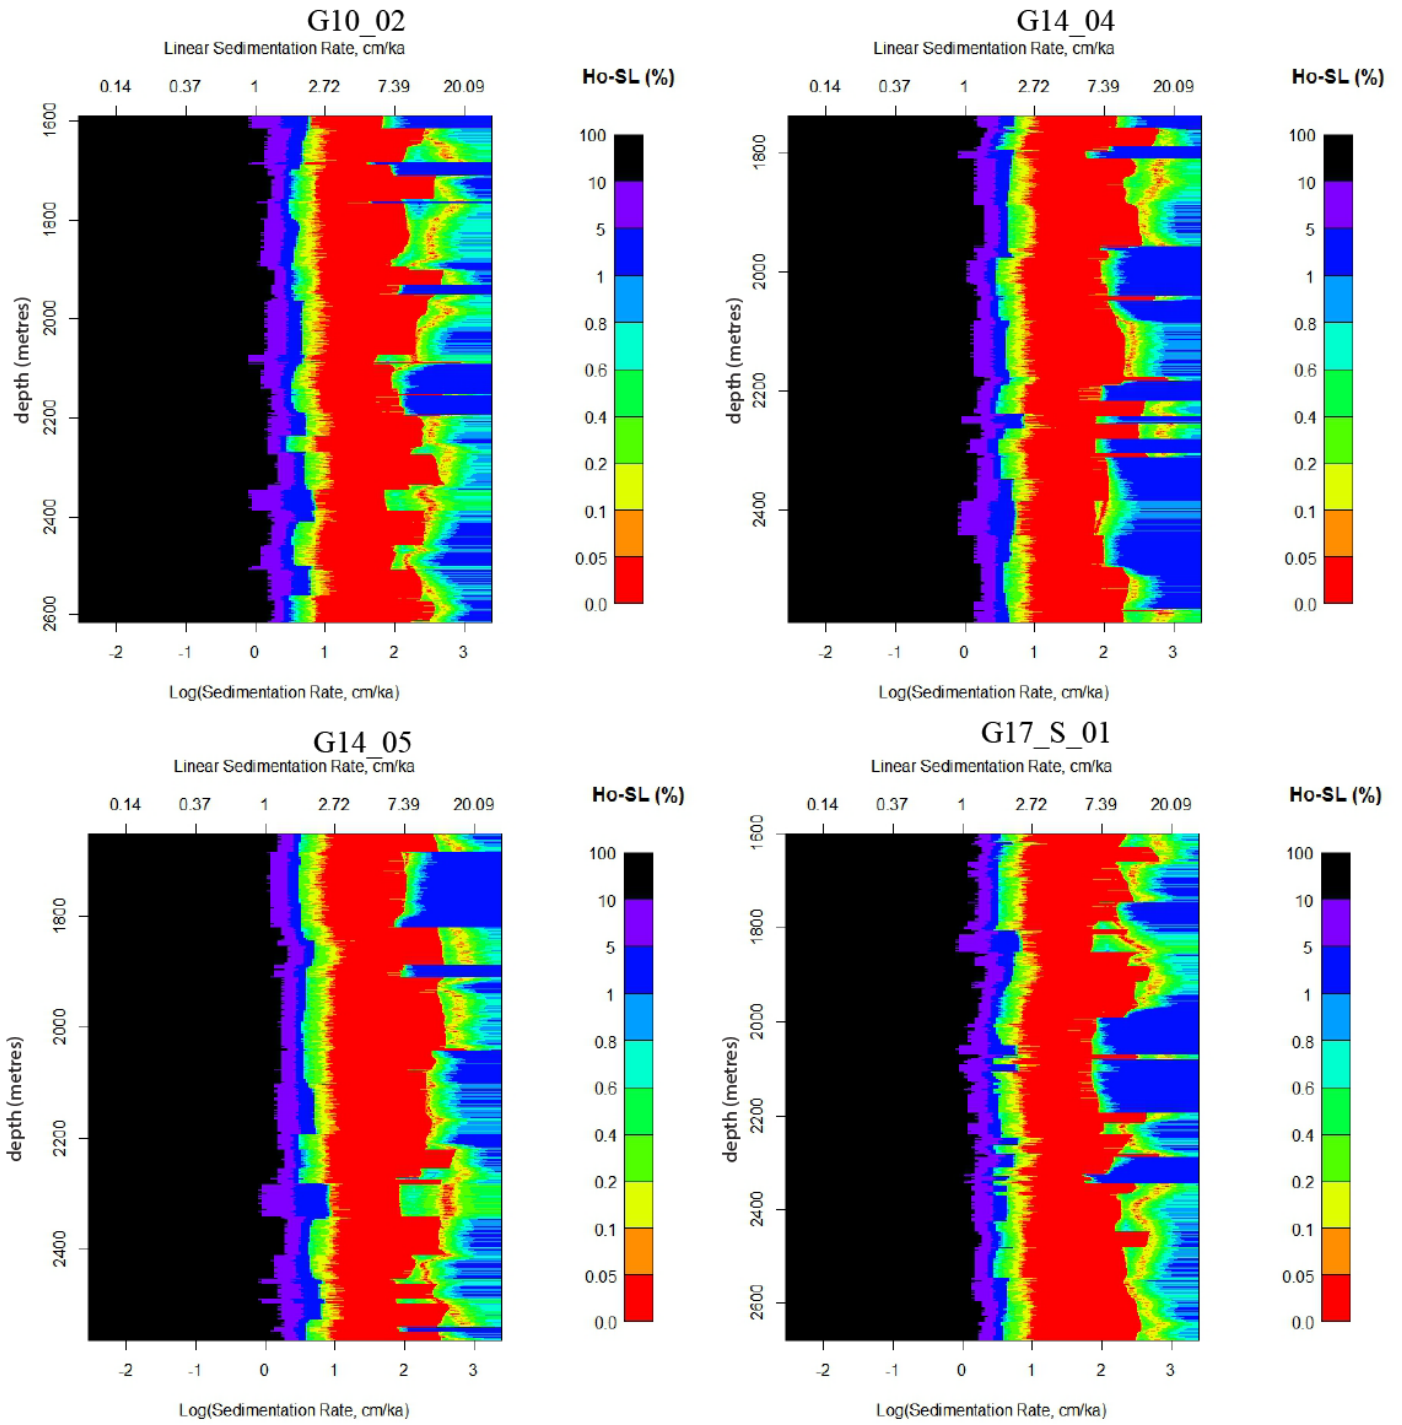 G10_02
Linear Sedimentation Rate, cm/ka
0.14 0.37 1 2.72 7.39 20.09
Ho-SL (%)
100
10
5
1
0.8
0.6
0.4
0.2
0.1
0.05
0.0
depth (metres)
1600 1800 2000 2200 2400 2600
-2 -1 0 1 2 3
Log(Sedimentation Rate, cm/ka)
G14_04
Linear Sedimentation Rate, cm/ka
0.14 0.37 1 2.72 7.39 20.09
Ho-SL (%)
100
10
5
1
0.8
0.6
0.4
0.2
0.1
0.05
0.0
depth (metres)
1800 2000 2200 2400
-2 -1 0 1 2 3
Log(Sedimentation Rate, cm/ka)
G14_05
Linear Sedimentation Rate, cm/ka
0.14 0.37 1 2.72 7.39 20.09
Ho-SL (%)
100
10
5
1
0.8
0.6
0.4
0.2
0.1
0.05
0.0
depth (metres)
1800 2000 2200 2400
-2 -1 0 1 2 3
Log(Sedimentation Rate, cm/ka)
G17_S_01
Linear Sedimentation Rate, cm/ka
0.14 0.37 1 2.72 7.39 20.09
Ho-SL (%)
100
10
5
1
0.8
0.6
0.4
0.2
0.1
0.05
0.0
depth (metres)
1600 1800 2000 2200 2400 2600
-2 -1 0 1 2 3
Log(Sedimentation Rate, cm/ka)